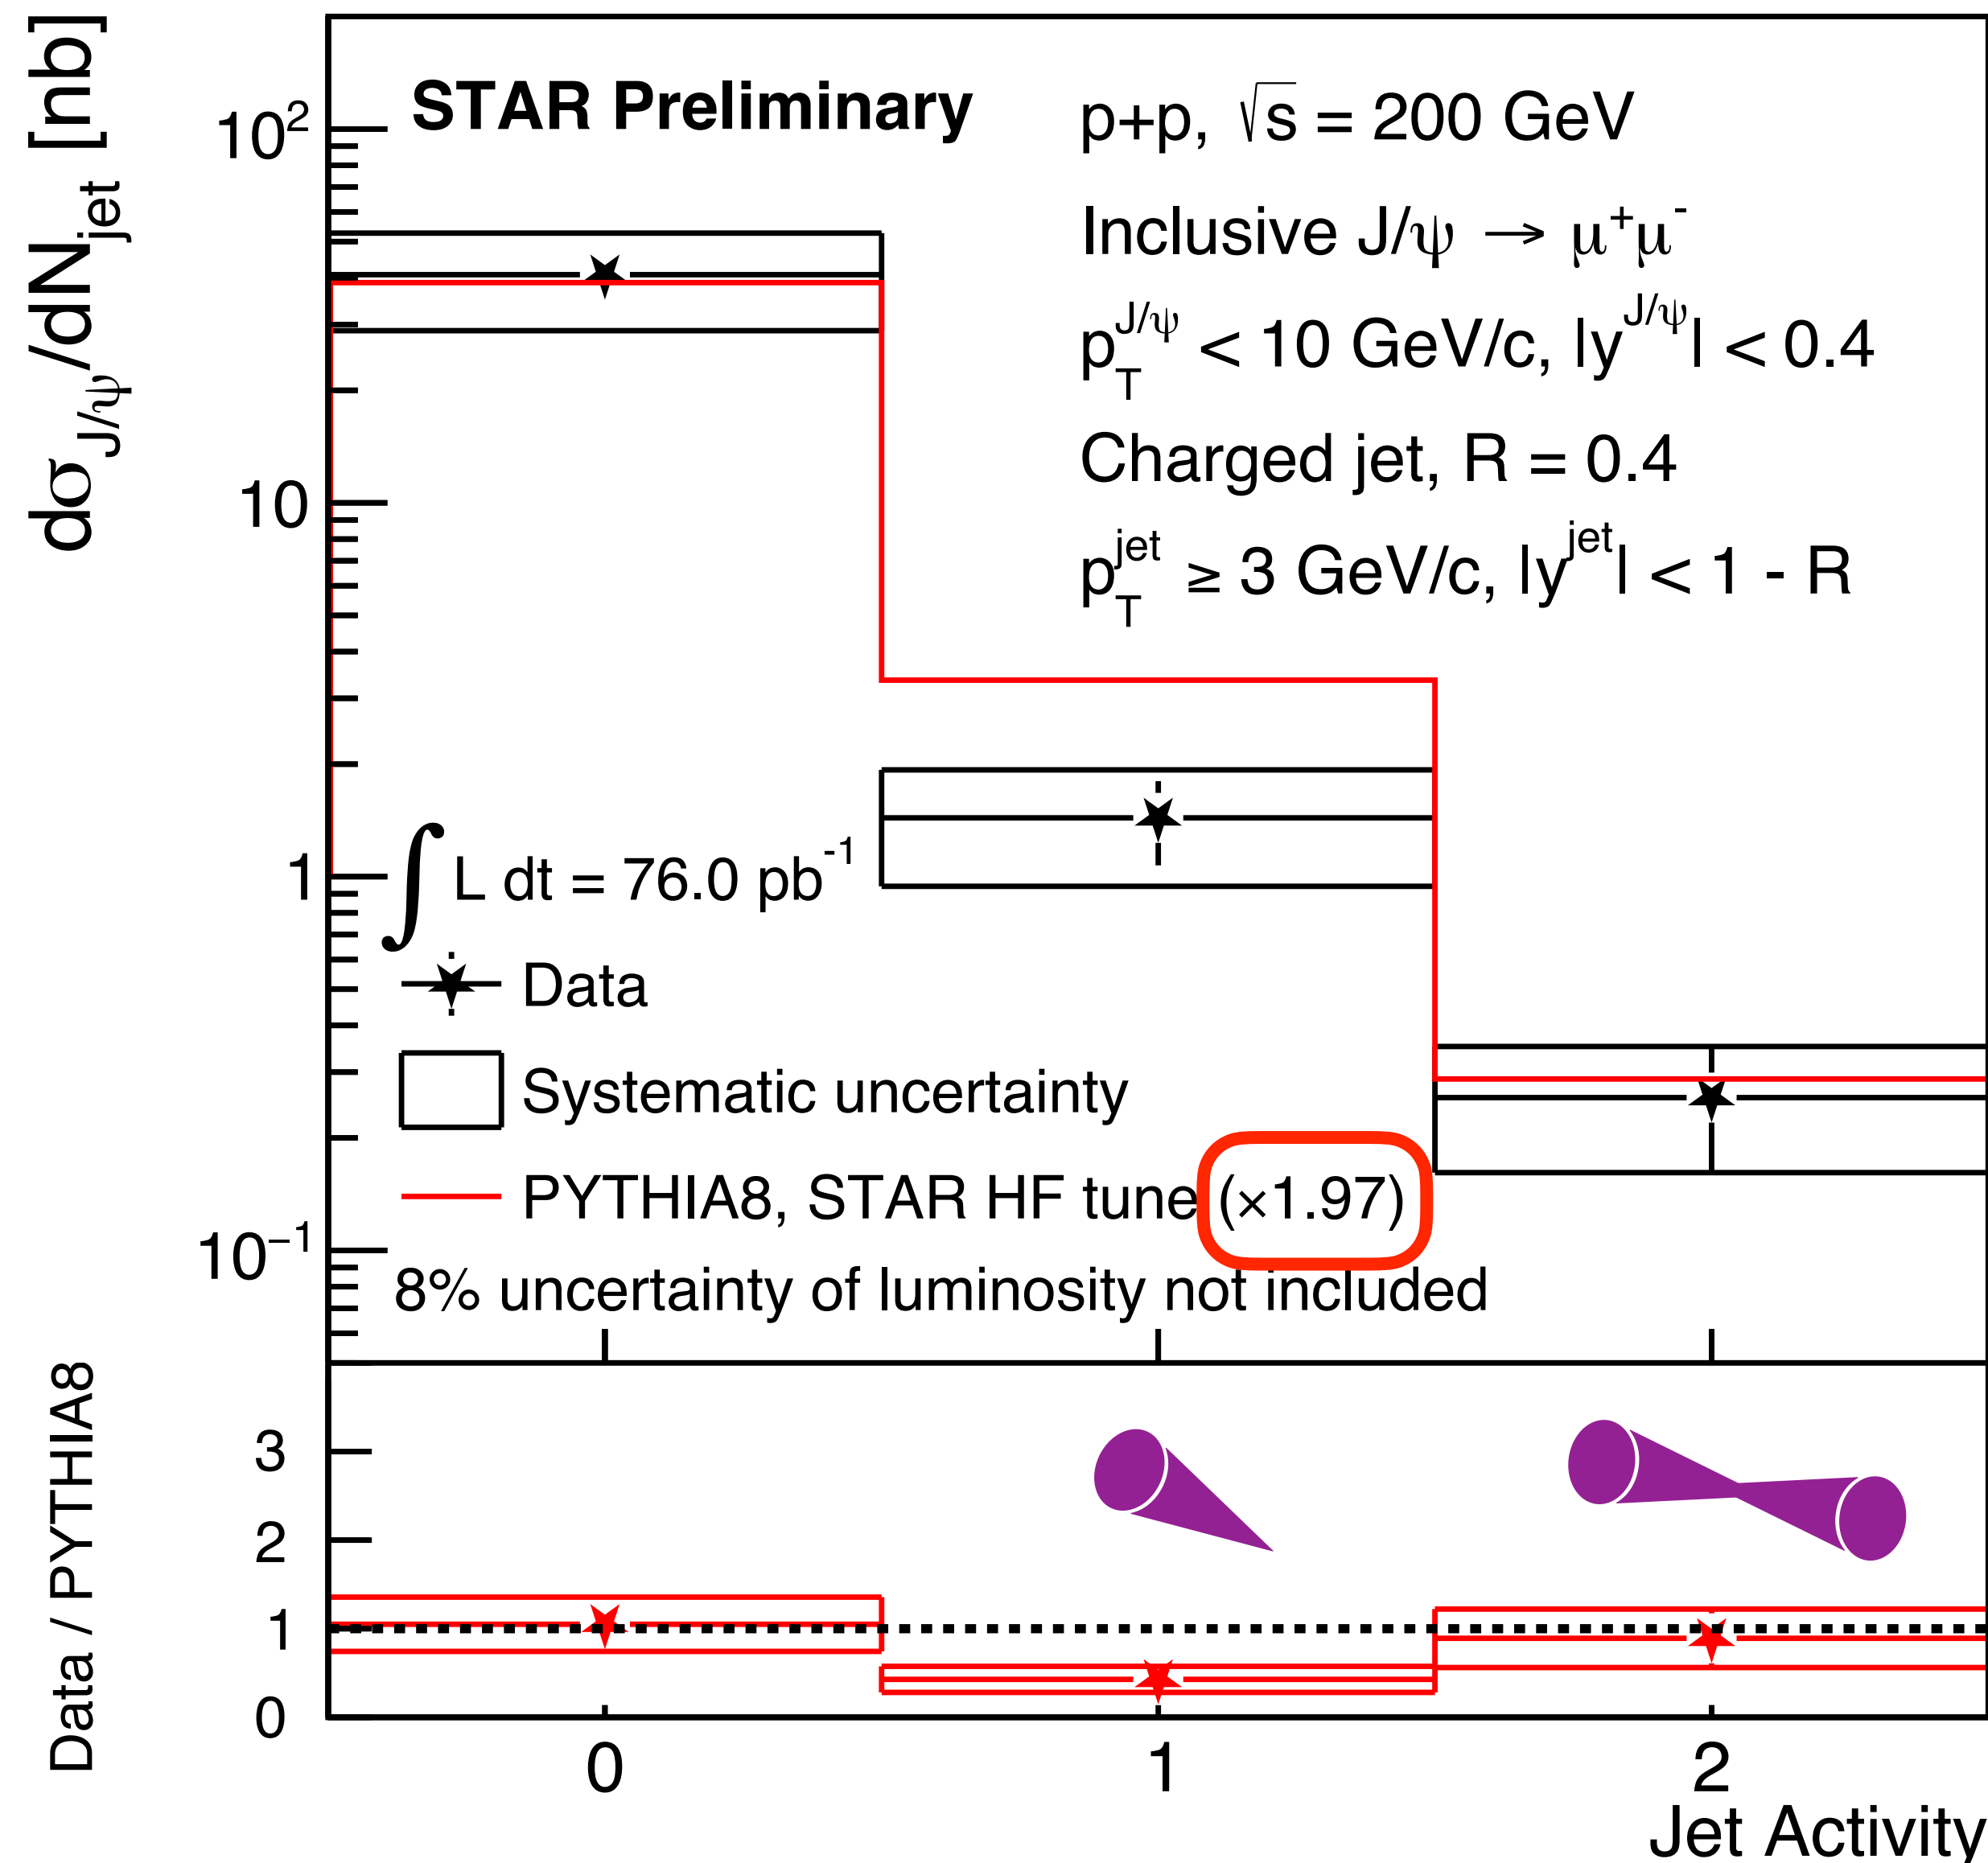 dσJ/ψ/dNjet [nb]
10²
10
1
10⁻¹
STAR Preliminary
p+p, √s = 200 GeV
Inclusive J/ψ → μ⁺μ⁻
p_T^J/ψ < 10 GeV/c, |y^J/ψ| < 0.4
Charged jet, R = 0.4
p_T^jet ≥ 3 GeV/c, |y^jet| < 1 - R
∫L dt = 76.0 pb⁻¹
Data
Systematic uncertainty
PYTHIA8, STAR HF tune (×1.97)
8% uncertainty of luminosity not included
Data / PYTHIA8
3
2
1
0
0 1 2
Jet Activity